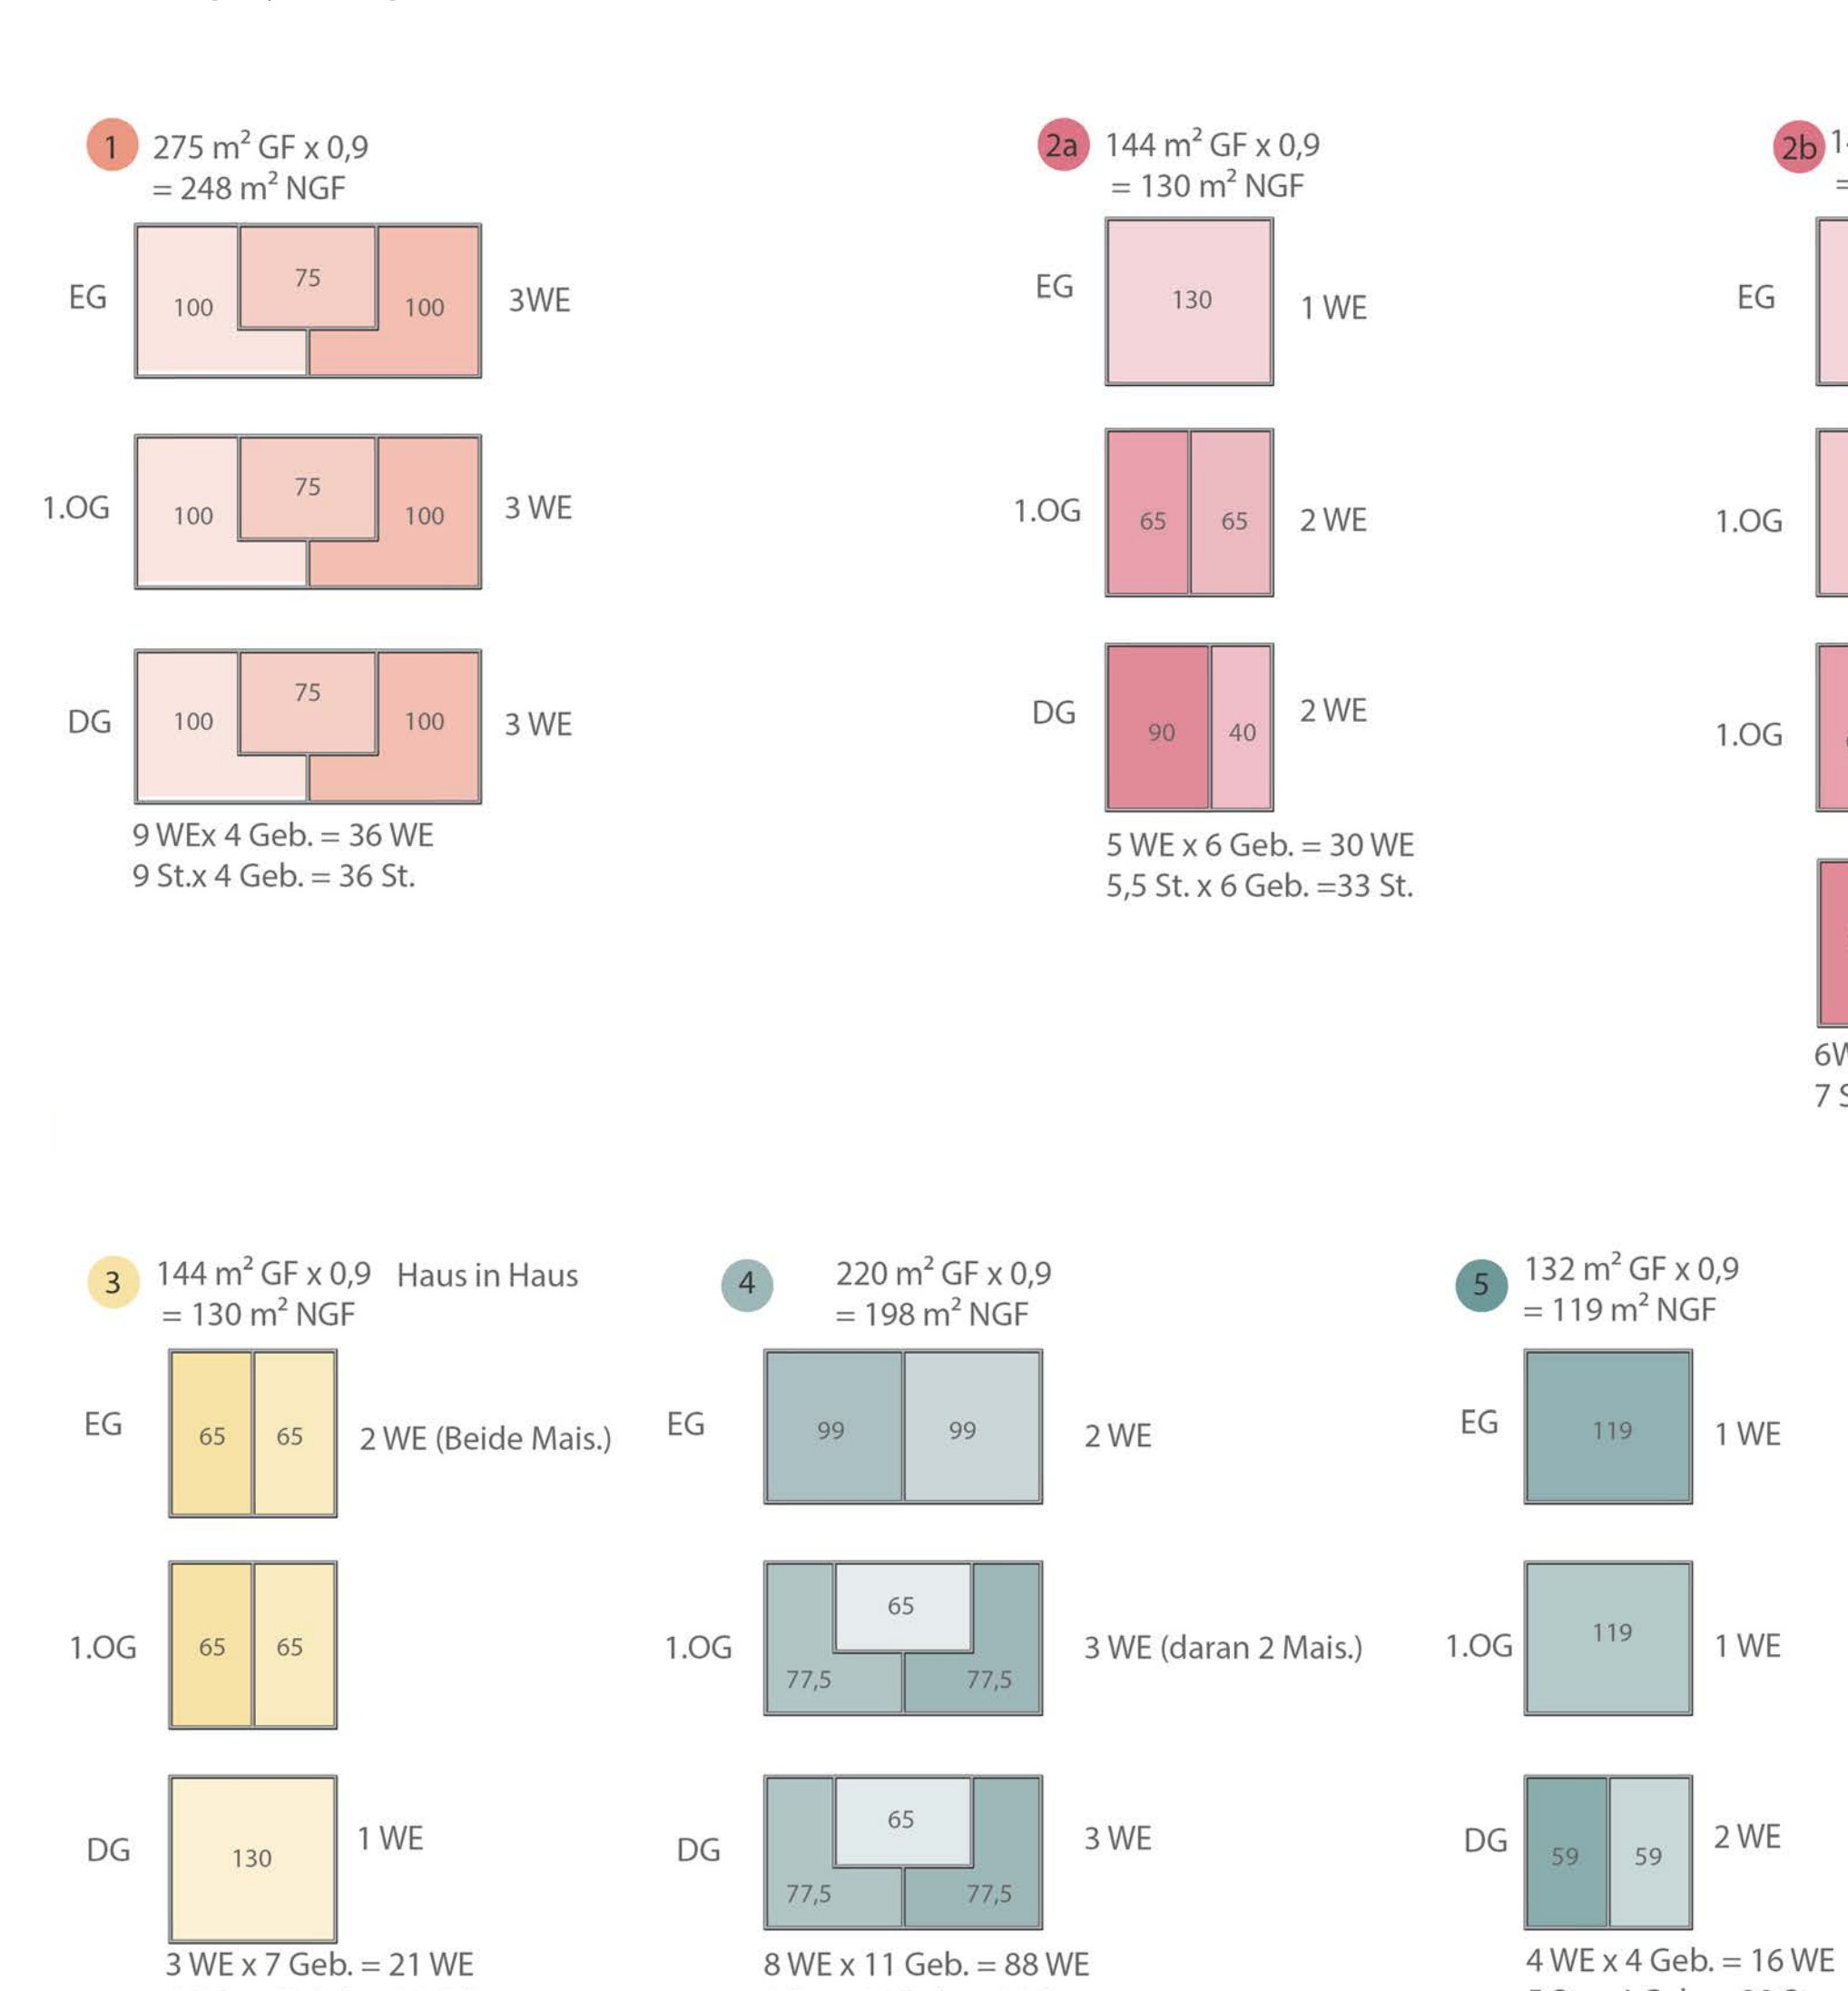 1
275 m² GF x 0,9
= 248 m² NGF
EG
100
75
100
3WE
1.OG
100
75
100
3 WE
DG
100
75
100
3 WE
9 WEx 4 Geb. = 36 WE
9 St.x 4 Geb. = 36 St.
2a
144 m² GF x 0,9
= 130 m² NGF
EG
130
1 WE
1.OG
65
65
2 WE
DG
90
40
2 WE
5 WE x 6 Geb. = 30 WE
5,5 St. x 6 Geb. =33 St.
2b
=
EG
1.OG
1.OG
7
3
144 m² GF x 0,9 Haus in Haus
= 130 m² NGF
EG
65
65
2 WE (Beide Mais.)
1.OG
65
65
DG
130
1 WE
3 WE x 7 Geb. = 21 WE
4
220 m² GF x 0,9
= 198 m² NGF
EG
99
99
2 WE
1.OG
65
77,5
77,5
3 WE (daran 2 Mais.)
DG
65
77,5
77,5
3 WE
8 WE x 11 Geb. = 88 WE
5
132 m² GF x 0,9
= 119 m² NGF
EG
119
1 WE
1.OG
119
1 WE
DG
59
59
2 WE
4 WE x 4 Geb. = 16 WE